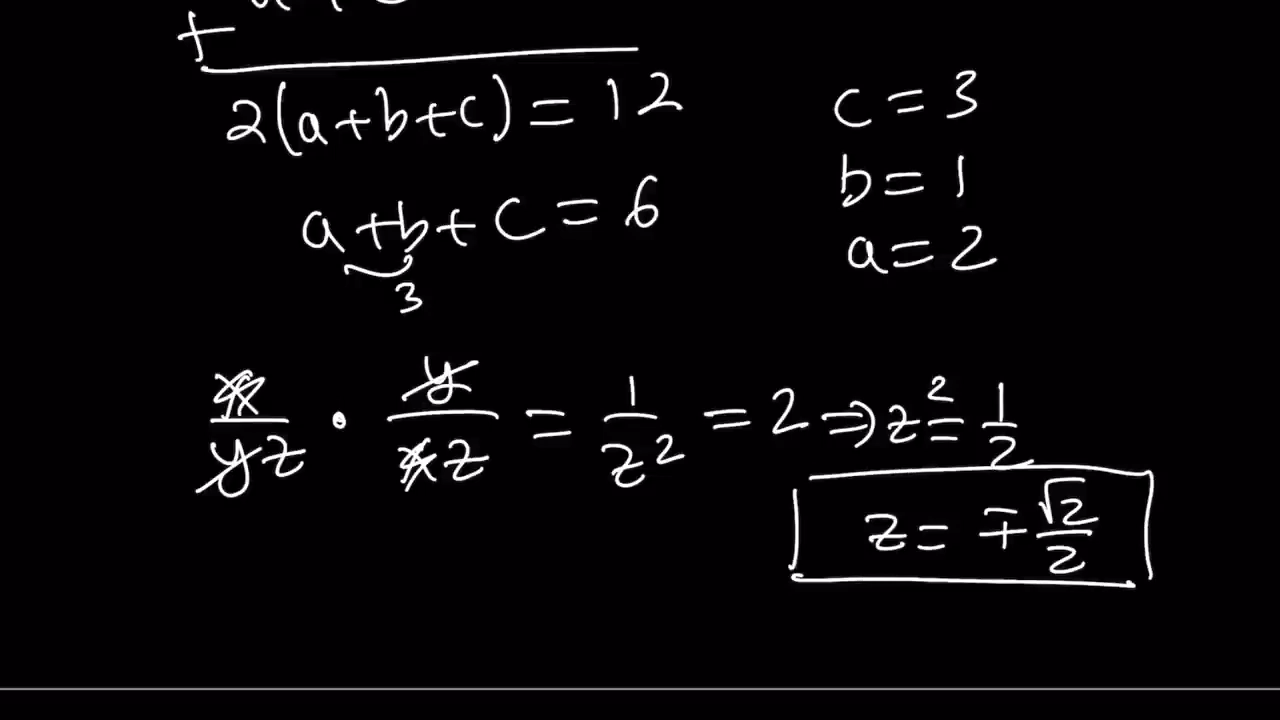 +
2(a+b+c) = 12
a+b+c = 6
3
c = 3
b = 1
a = 2
x/yz · y/xz = 1/z² = 2 ⇒ z² = 1/2
z = ∓ √2/2